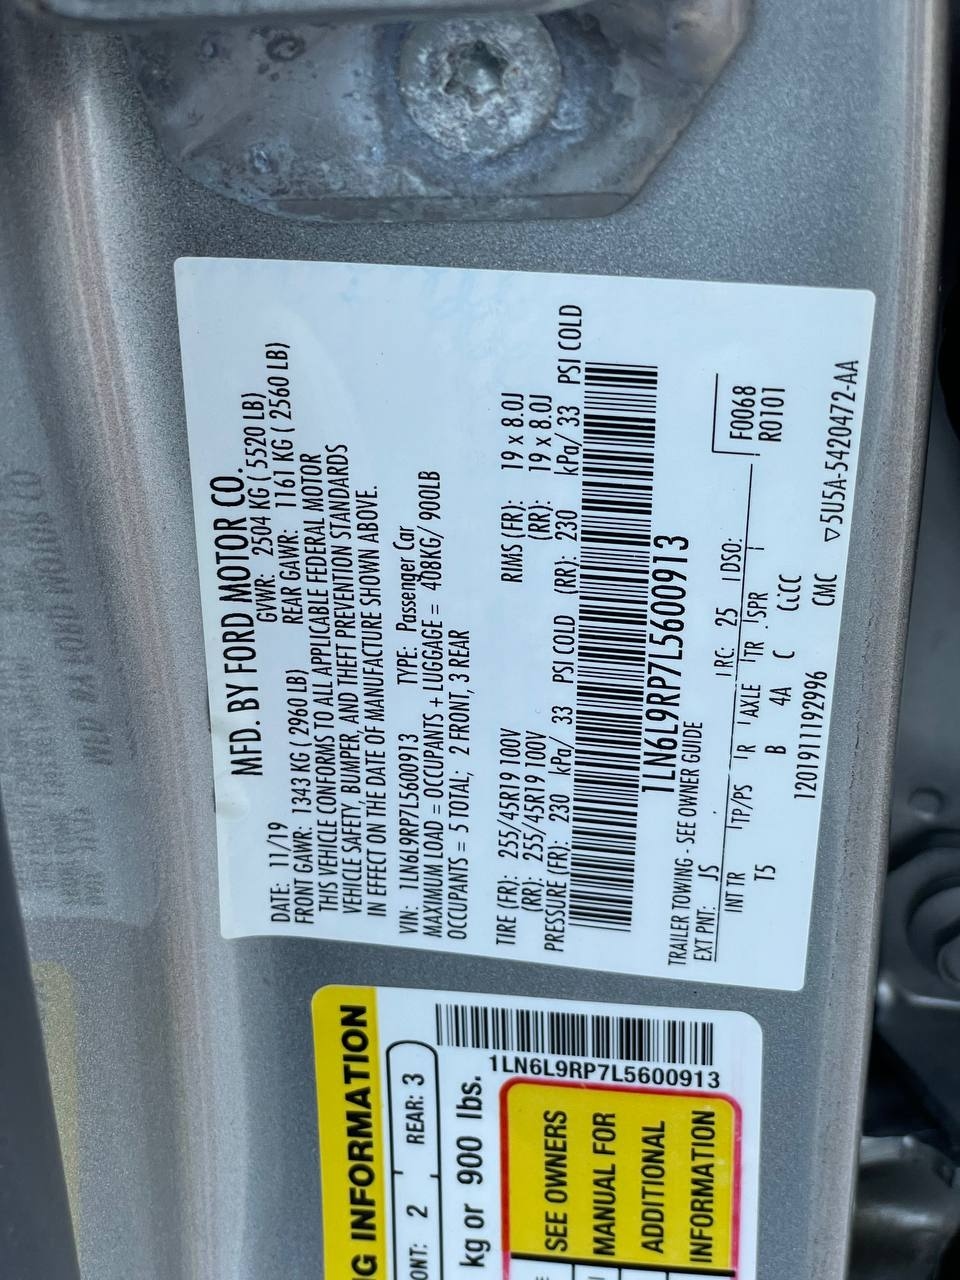 MFD. BY FORD MOTOR CO.
DATE: 11/19 GVWR: 2504 KG ( 5520 LB)
FRONT GAWR: 1343 KG ( 2960 LB) REAR GAWR: 1161 KG ( 2560 LB)
THIS VEHICLE CONFORMS TO ALL APPLICABLE FEDERAL MOTOR
VEHICLE SAFETY, BUMPER, AND THEFT PREVENTION STANDARDS
IN EFFECT ON THE DATE OF MANUFACTURE SHOWN ABOVE.
VIN: 1LN6L9RP7L5600913 TYPE: Passenger Car
MAXIMUM LOAD = OCCUPANTS + LUGGAGE = 408KG/ 900LB
OCCUPANTS = 5 TOTAL; 2 FRONT, 3 REAR
TIRE (FR): 255/45R19 100V RIMS (FR): 19 x 8.0J
(RR): 255/45R19 100V (RR): 19 x 8.0J
PRESSURE (FR): 230 kPa/ 33 PSI COLD (RR): 230 kPa/ 33 PSI COLD
1LN6L9RP7L5600913
TRAILER TOWING - SEE OWNER GUIDE
EXT PNT: JS RC: 25 DSO: F0068
R0101
INT TR TP/PS R AXLE TR SPR
T5 B 4A C CiCC
1201911192996 CMC ▽5U5A-5420472-AA
G INFORMATION
ONT: 2 REAR: 3
kg or 900 lbs.
1LN6L9RP7L5600913
SEE OWNERS
MANUAL FOR
ADDITIONAL
INFORMATION